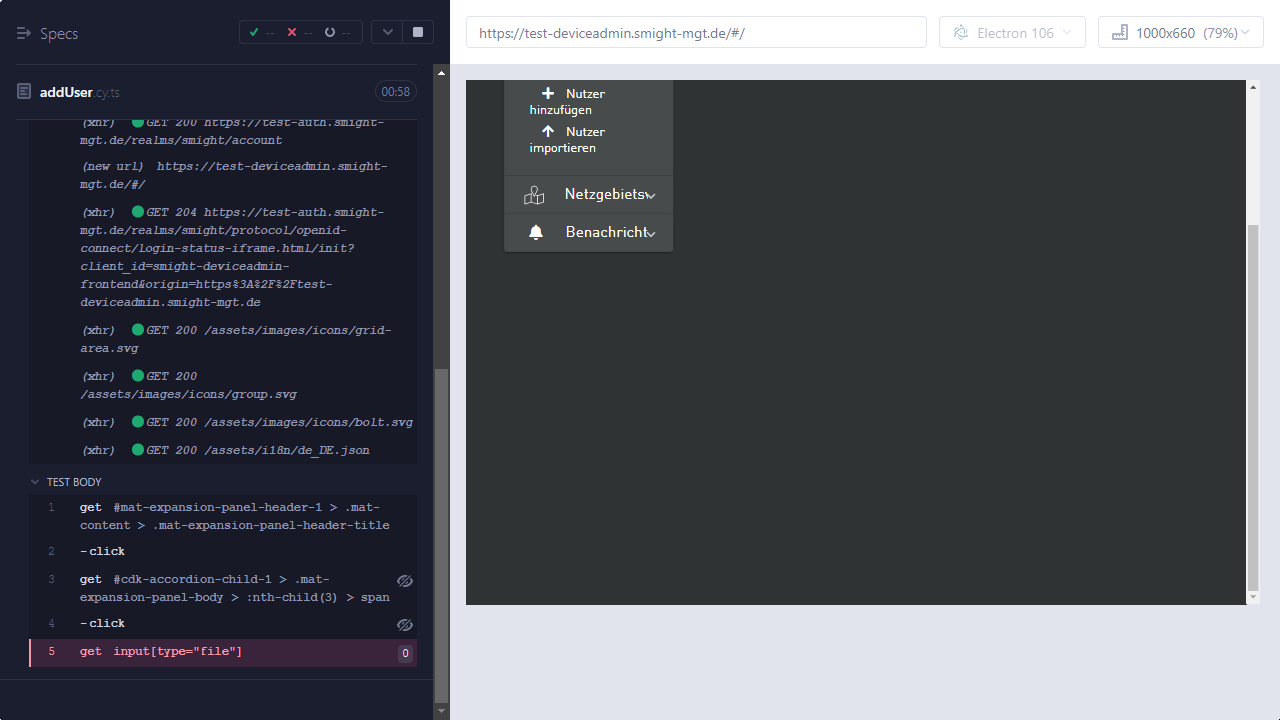 Specs
-- -- --
addUser.cy.ts
00:58
(xhr) GET 200 https://test-auth.smight-
mgt.de/realms/smight/account
(new url) https://test-deviceadmin.smight-
mgt.de/#/
(xhr) GET 204 https://test-auth.smight-
mgt.de/realms/smight/protocol/openid-
connect/login-status-iframe.html/init?
client_id=smight-deviceadmin-
frontend&origin=https%3A%2F%2Ftest-
deviceadmin.smight-mgt.de
(xhr) GET 200 /assets/images/icons/grid-
area.svg
(xhr) GET 200
/assets/images/icons/group.svg
(xhr) GET 200 /assets/images/icons/bolt.svg
(xhr) GET 200 /assets/i18n/de_DE.json
TEST BODY
1 get #mat-expansion-panel-header-1 > .mat-
content > .mat-expansion-panel-header-title
2 -click
3 get #cdk-accordion-child-1 > .mat-
expansion-panel-body > :nth-child(3) > span
4 -click
5 get input[type="file"] 0
https://test-deviceadmin.smight-mgt.de/#/
Electron 106
1000x660 (79%)
Nutzer
hinzufügen
Nutzer
importieren
Netzgebiets
Benachricht